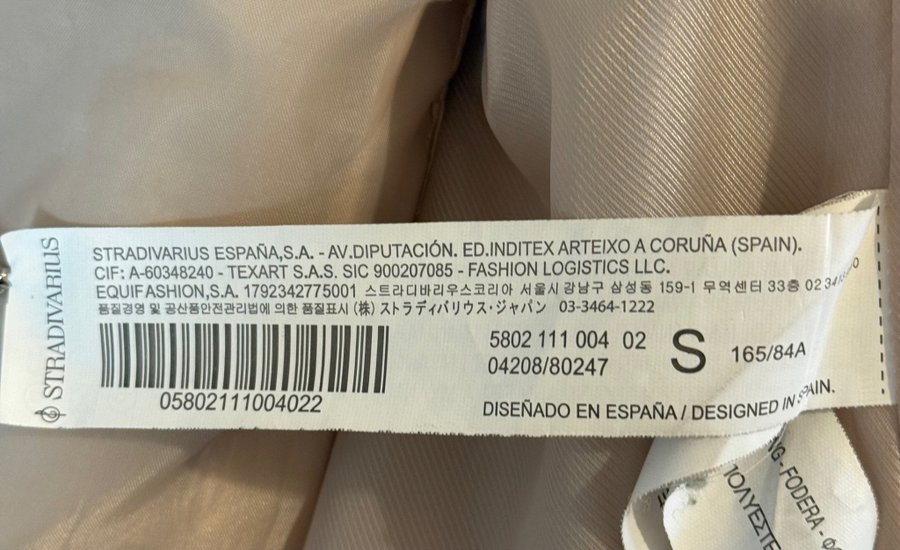 STRADIVARIUS
STRADIVARIUS ESPAÑA,S.A. - AV.DIPUTACIÓN. ED.INDITEX ARTEIXO A CORUÑA (SPAIN).
CIF: A-60348240 - TEXART S.A.S. SIC 900207085 - FASHION LOGISTICS LLC.
EQUIFASHION,S.A. 1792342775001 스트라디바리우스코리아 서울시 강남구 삼성동 159-1 무역센터 33층 02
품질경영 및 공산품안전관리법에 의한 품질표시 (株) ストラディバリウス・ジャパン 03-3464-1222
5802 111 004 02
04208/80247
S
165/84A
05802111004022
DISEÑADO EN ESPAÑA / DESIGNED IN SPAIN.
NG - FODERA - Φ
ΠΟΛΥΕΣΤΕ